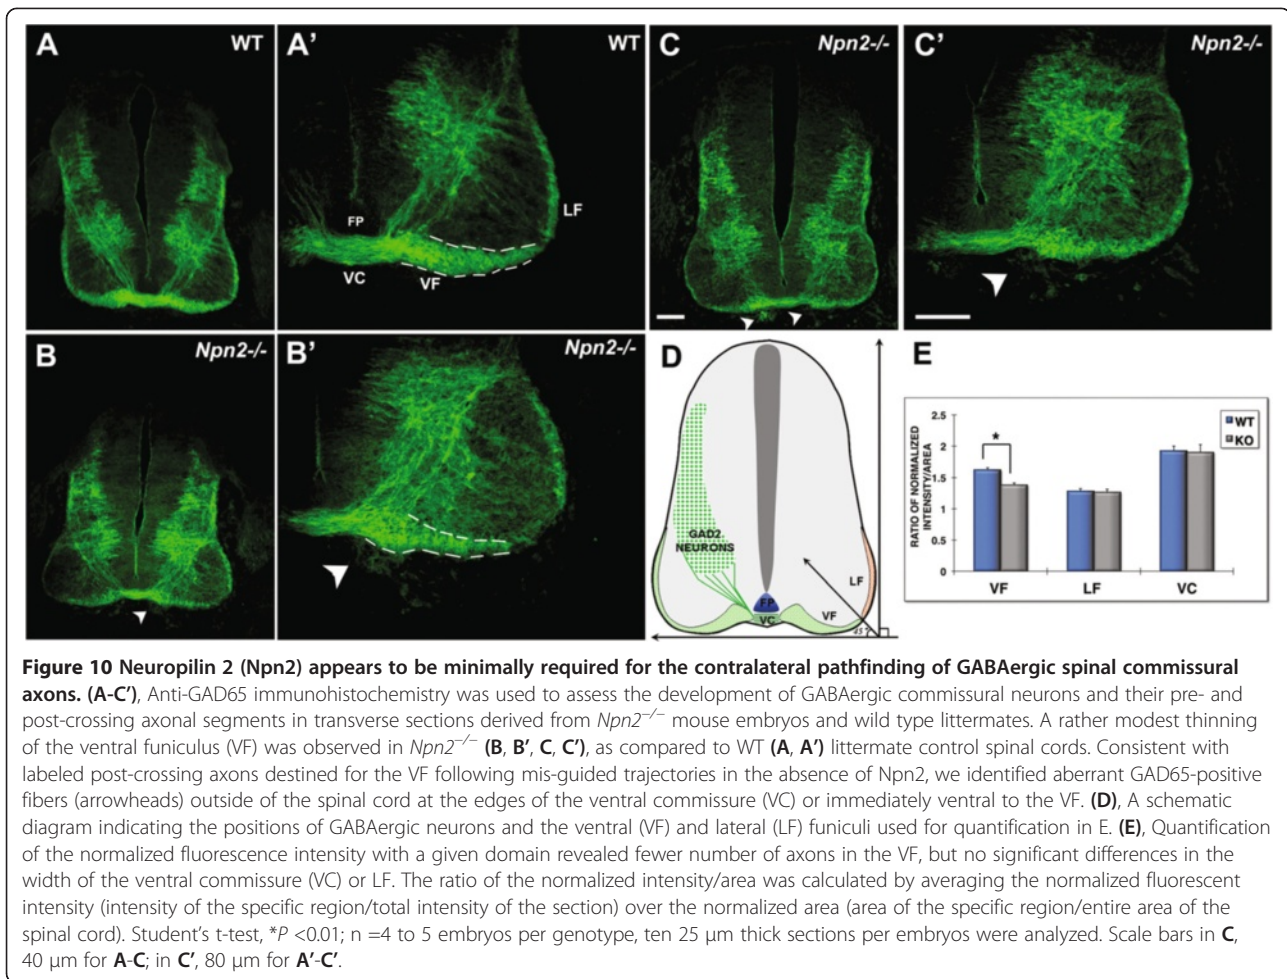 A WT A' WT C Npn2-/- C' Npn2-/-
FP
LF
VC
VF
B Npn2-/- B' Npn2-/- D E
GAD2
NEURONS
FP
VC
LF
VF
45°
RATIO OF NORMALIZED
INTENSITY/AREA
2.5
2
1.5
1
0.5
0
*
WT
KO
VF LF VC
Figure 10 Neuropilin 2 (Npn2) appears to be minimally required for the contralateral pathfinding of GABAergic spinal commissural
axons. (A-C′), Anti-GAD65 immunohistochemistry was used to assess the development of GABAergic commissural neurons and their pre- and
post-crossing axonal segments in transverse sections derived from Npn2−/− mouse embryos and wild type littermates. A rather modest thinning
of the ventral funiculus (VF) was observed in Npn2−/− (B, B′, C, C′), as compared to WT (A, A′) littermate control spinal cords. Consistent with
labeled post-crossing axons destined for the VF following mis-guided trajectories in the absence of Npn2, we identified aberrant GAD65-positive
fibers (arrowheads) outside of the spinal cord at the edges of the ventral commissure (VC) or immediately ventral to the VF. (D), A schematic
diagram indicating the positions of GABAergic neurons and the ventral (VF) and lateral (LF) funiculi used for quantification in E. (E), Quantification
of the normalized fluorescence intensity with a given domain revealed fewer number of axons in the VF, but no significant differences in the
width of the ventral commissure (VC) or LF. The ratio of the normalized intensity/area was calculated by averaging the normalized fluorescent
intensity (intensity of the specific region/total intensity of the section) over the normalized area (area of the specific region/entire area of the
spinal cord). Student's t-test, *P <0.01; n =4 to 5 embryos per genotype, ten 25 μm thick sections per embryos were analyzed. Scale bars in C,
40 μm for A-C; in C′, 80 μm for A′-C′.